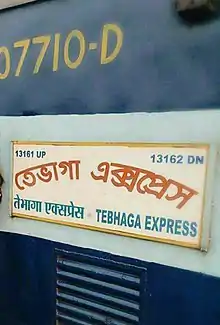 07710-D
13161 UP 13162 DN
তেভাগা এক্সপ্রেস
तेभागा एक्सप्रेस - TEBHAGA EXPRESS